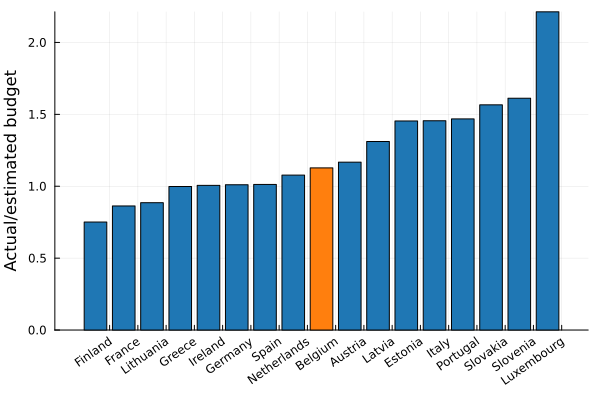 Actual/estimated budget
2.0
1.5
1.0
0.5
0.0
Finland
France
Lithuania
Greece
Ireland
Germany
Spain
Netherlands
Belgium
Austria
Latvia
Estonia
Italy
Portugal
Slovakia
Slovenia
Luxembourg